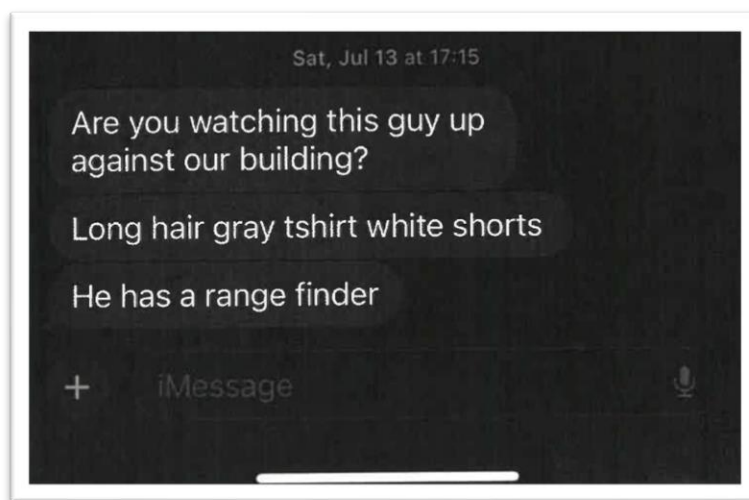 Sat, Jul 13 at 17:15
Are you watching this guy up
against our building?
Long hair gray tshirt white shorts
He has a range finder
iMessage